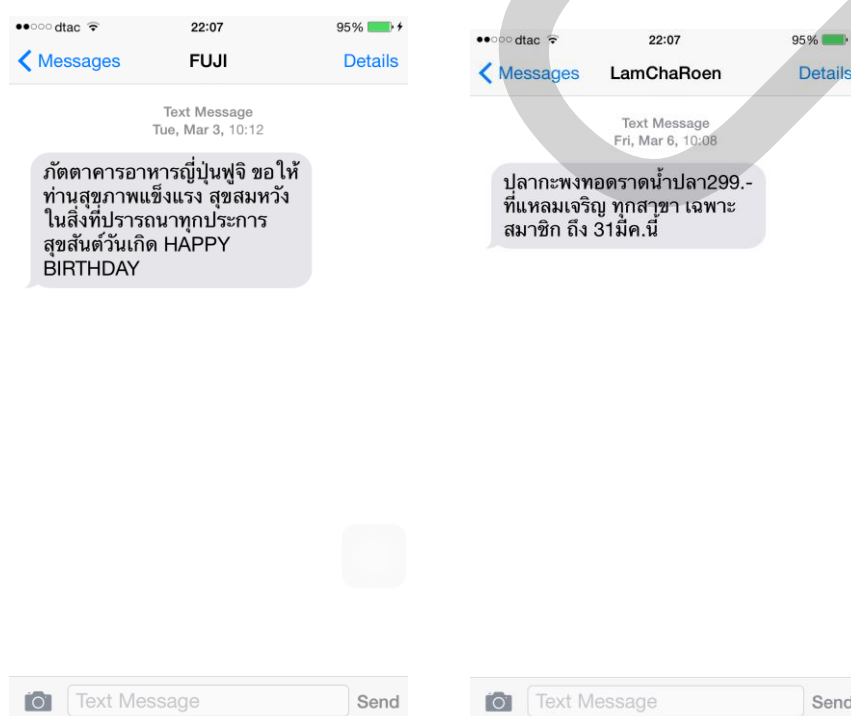 dtac 22:07 95%
Messages FUJI Details
Text Message
Tue, Mar 3, 10:12
ภัตตาคารอาหารญี่ปุ่นฟูจิ ขอให้
ท่านสุขภาพแข็งแรง สุขสมหวัง
ในสิ่งที่ปรารถนาทุกประการ
สุขสันต์วันเกิด HAPPY
BIRTHDAY
Text Message Send
dtac 22:07 95%
Messages LamChaRoen Details
Text Message
Fri, Mar 6, 10:08
ปลากะพงทอดราดน้ำปลา299.-
ที่แหลมเจริญ ทุกสาขา เฉพาะ
สมาชิก ถึง 31มีค.นี้
Text Message Send